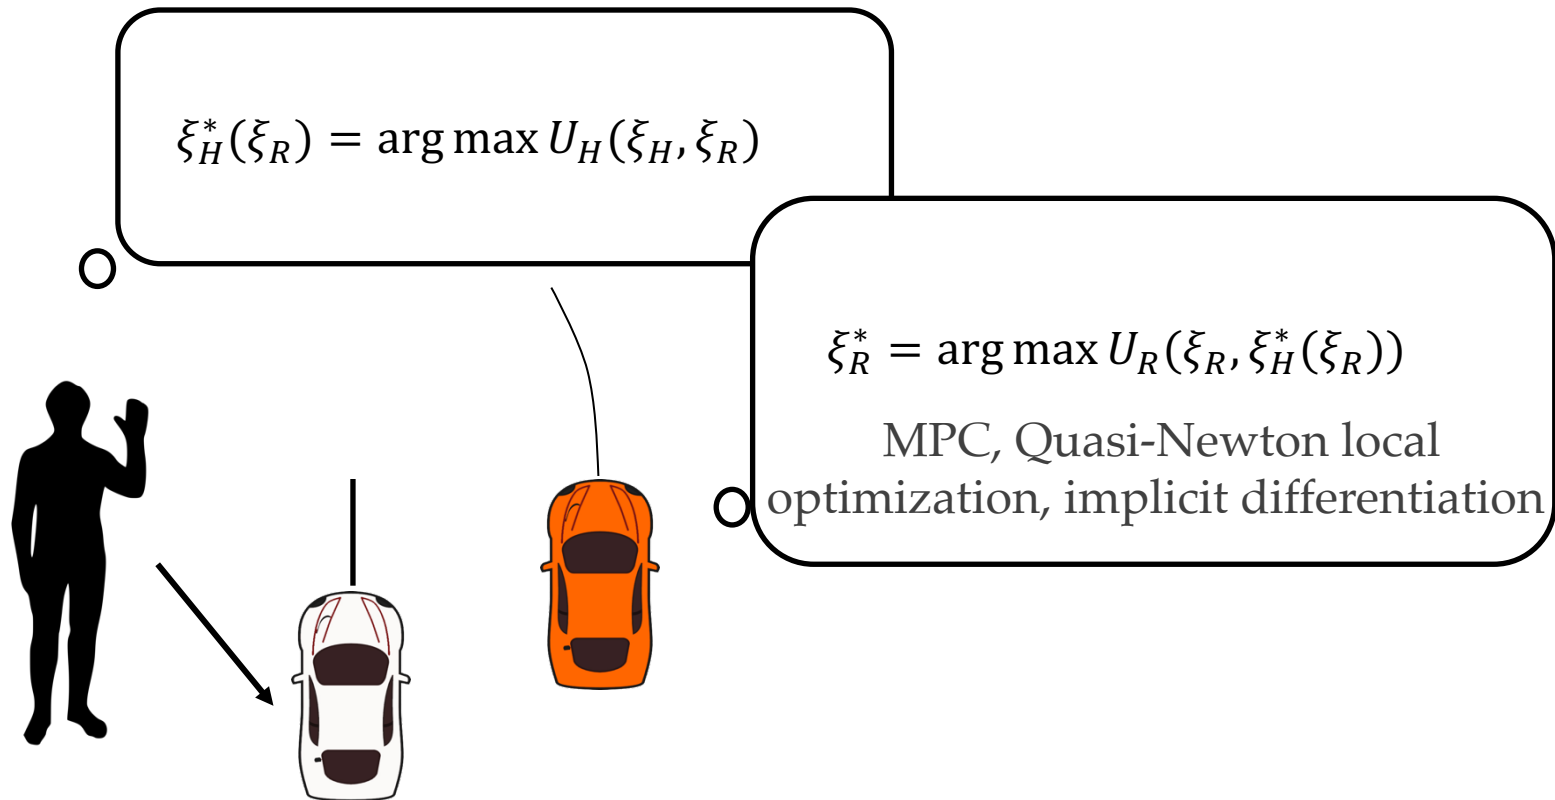 ξ*_H(ξ_R) = arg max U_H(ξ_H, ξ_R)
ξ*_R = arg max U_R(ξ_R, ξ*_H(ξ_R))
MPC, Quasi-Newton local
optimization, implicit differentiation